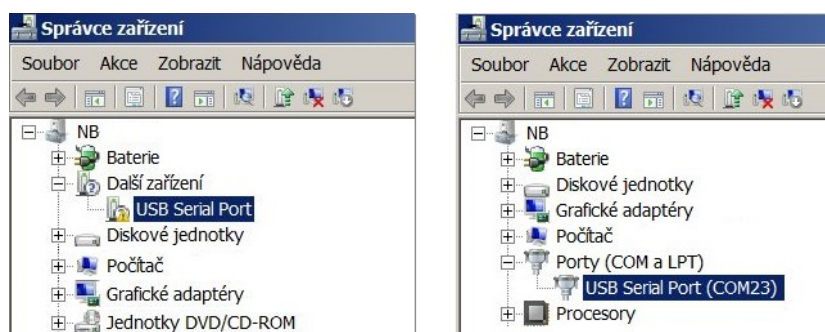 Správce zařízení
Soubor Akce Zobrazit Nápověda
NB
Baterie
Další zařízení
USB Serial Port
Diskové jednotky
Počítač
Grafické adaptéry
Jednotky DVD/CD-ROM
Správce zařízení
Soubor Akce Zobrazit Nápověda
NB
Baterie
Diskové jednotky
Grafické adaptéry
Počítač
Porty (COM a LPT)
USB Serial Port (COM23)
Procesory